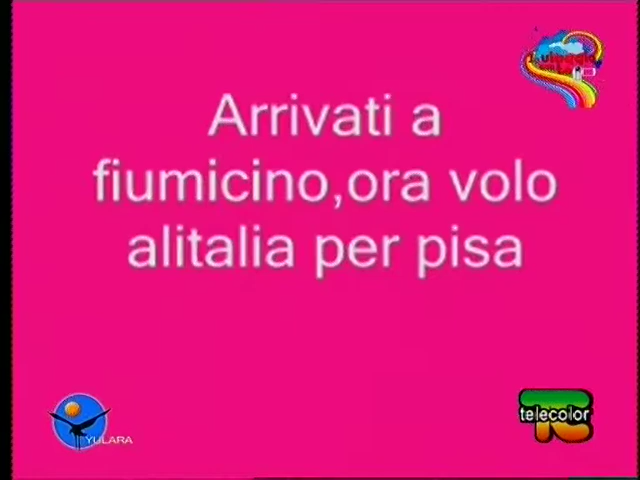 Arrivati a
fiumicino,ora volo
alitalia per pisa
YULARA
telecolor